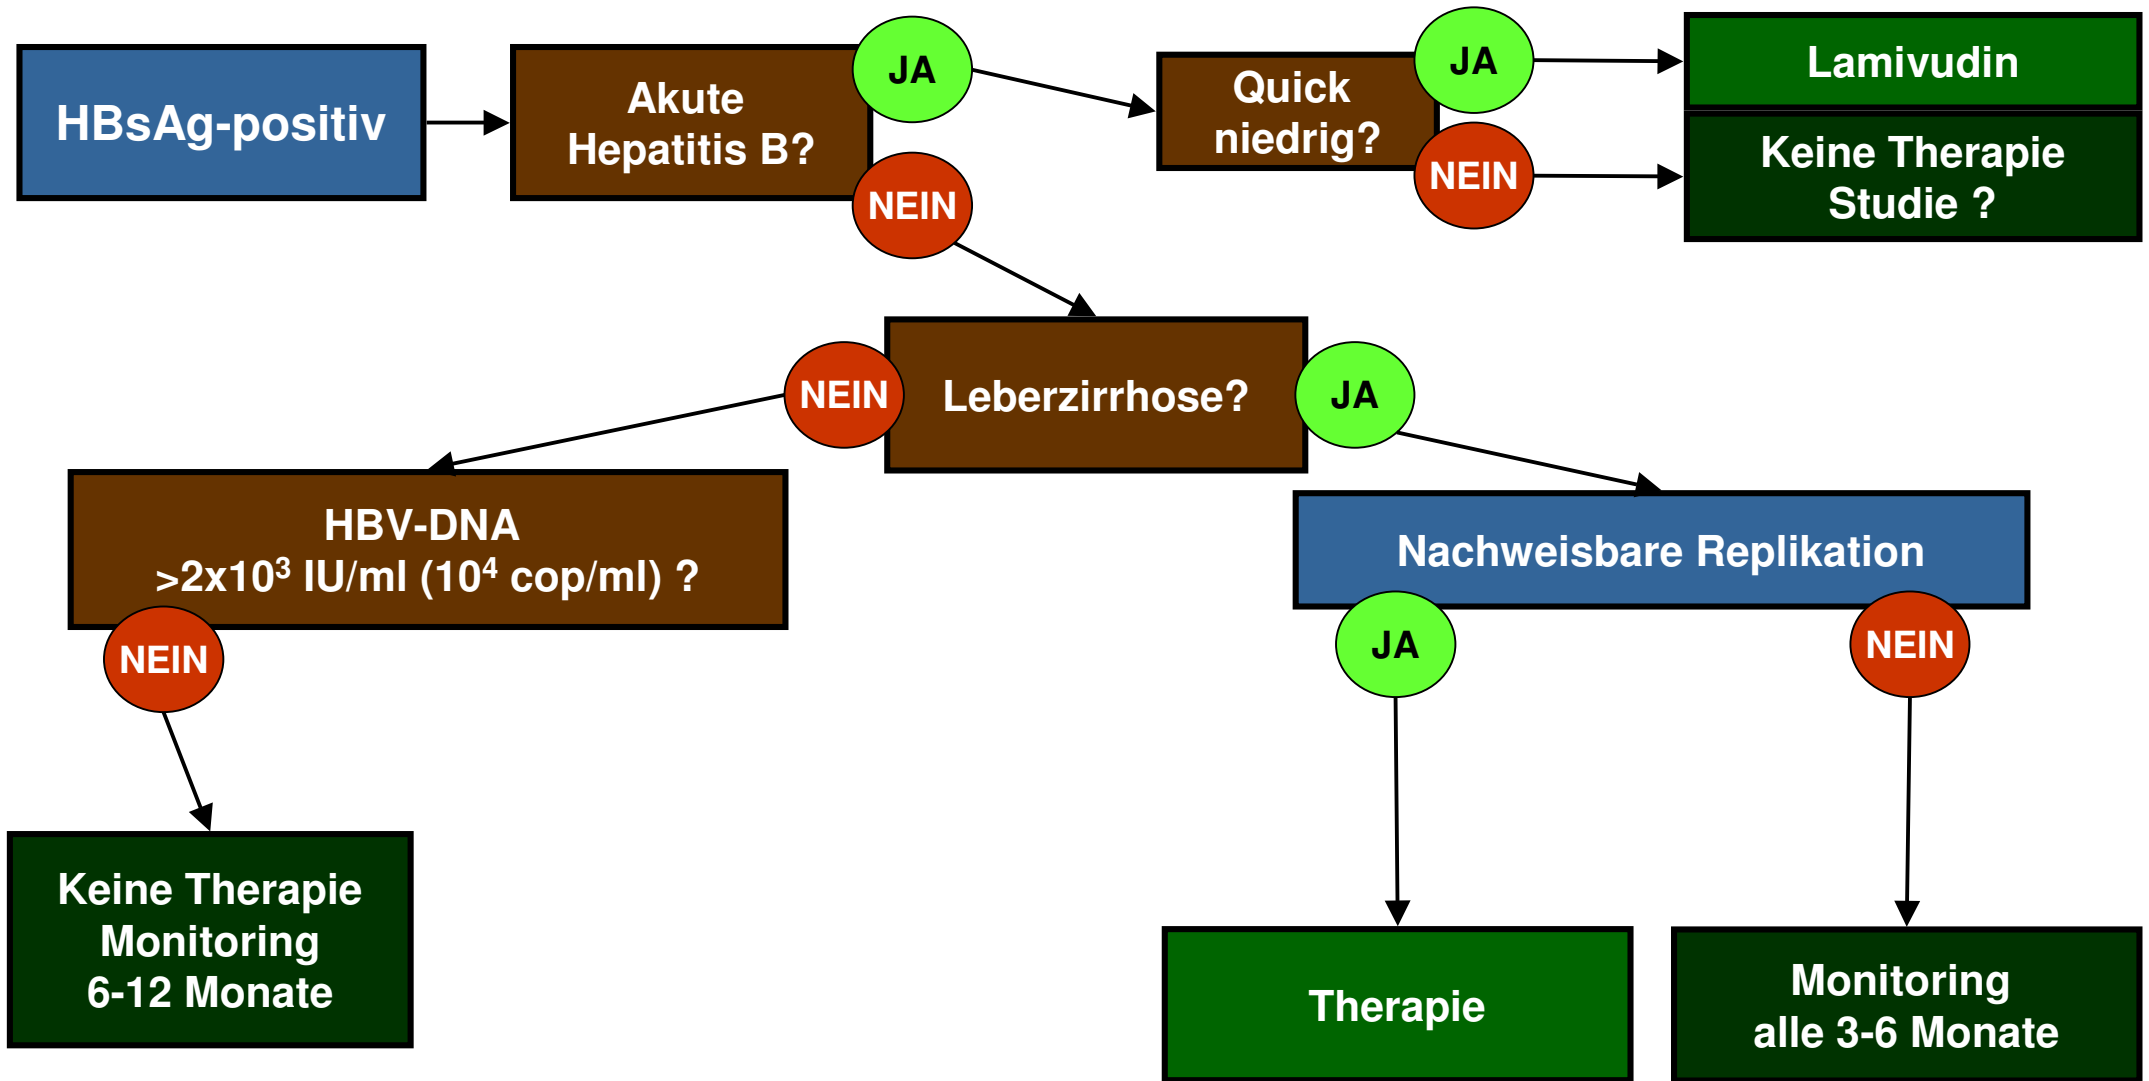 HBsAg-positiv
Akute
Hepatitis B?
JA
NEIN
Quick
niedrig?
JA
NEIN
Lamivudin
Keine Therapie
Studie ?
NEIN
Leberzirrhose?
JA
HBV-DNA
>2x10³ IU/ml (10⁴ cop/ml) ?
NEIN
Nachweisbare Replikation
JA
NEIN
Keine Therapie
Monitoring
6-12 Monate
Therapie
Monitoring
alle 3-6 Monate